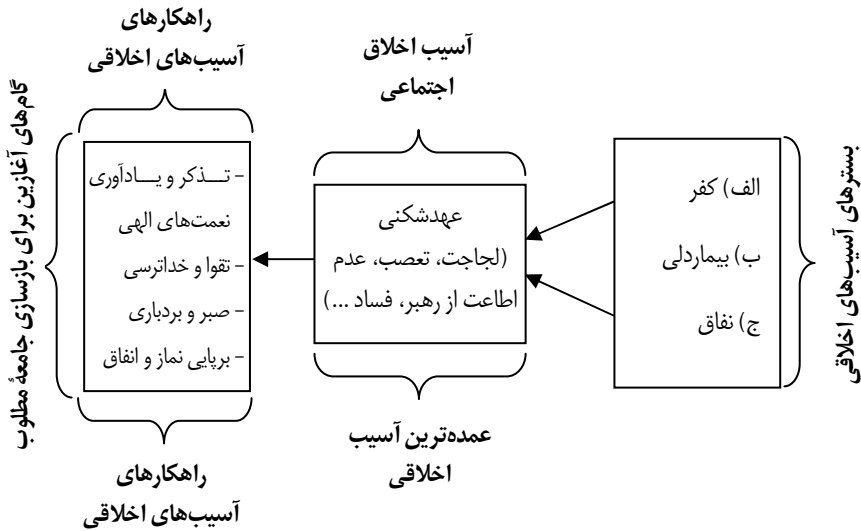 بسترهای آسیب‌های اخلاقی
الف) کفر
ب) بیماردلی
ج) نفاق
آسیب اخلاق
اجتماعی
عهدشکنی
(لجاجت، تعصب، عدم
اطاعت از رهبر، فساد ...)
عمده‌ترین آسیب
اخلاقی
راهکارهای
آسیب‌های اخلاقی
- تــذکر و یــادآوری
نعمت‌های الهی
- تقوا و خداترسی
- صبر و بردباری
- برپایی نماز و انفاق
راهکارهای
آسیب‌های اخلاقی
گام‌های آغازین برای بازسازی جامعهٔ مطلوب